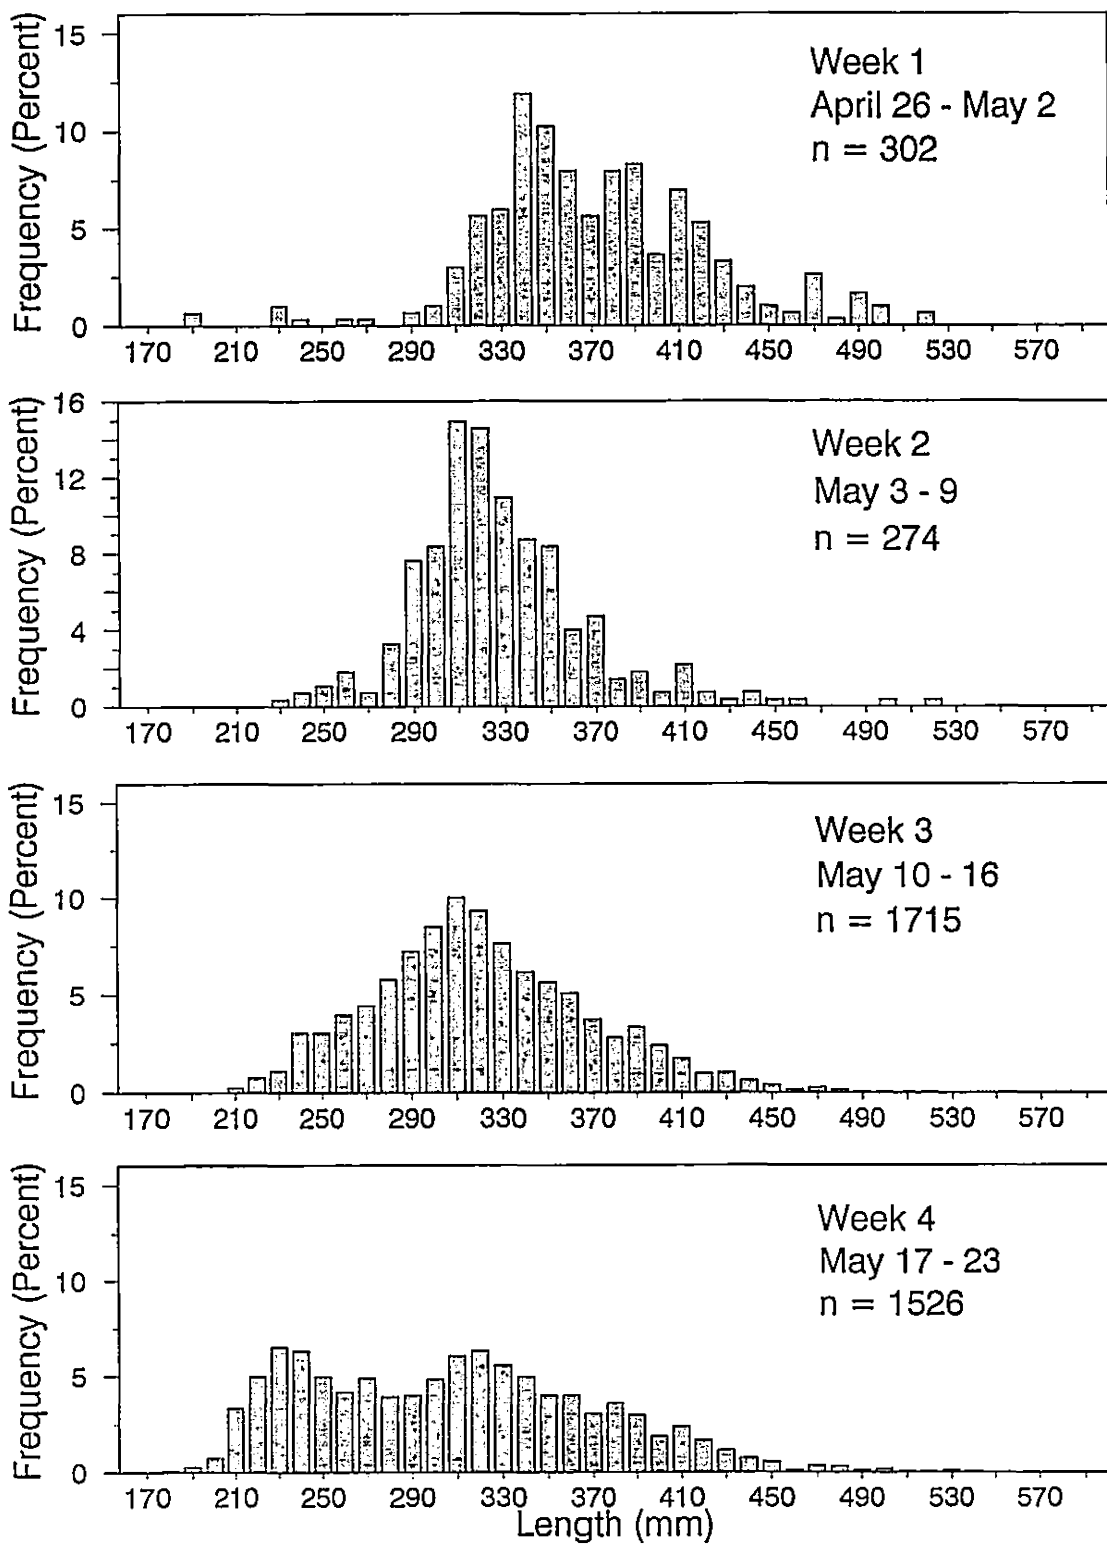 Frequency (Percent)
15
10
5
0
Week 1
April 26 - May 2
n = 302
170 210 250 290 330 370 410 450 490 530 570
Frequency (Percent)
16
12
8
4
0
Week 2
May 3 - 9
n = 274
170 210 250 290 330 370 410 450 490 530 570
Frequency (Percent)
15
10
5
0
Week 3
May 10 - 16
n = 1715
170 210 250 290 330 370 410 450 490 530 570
Frequency (Percent)
15
10
5
0
Week 4
May 17 - 23
n = 1526
170 210 250 290 330 370 410 450 490 530 570
Length (mm)